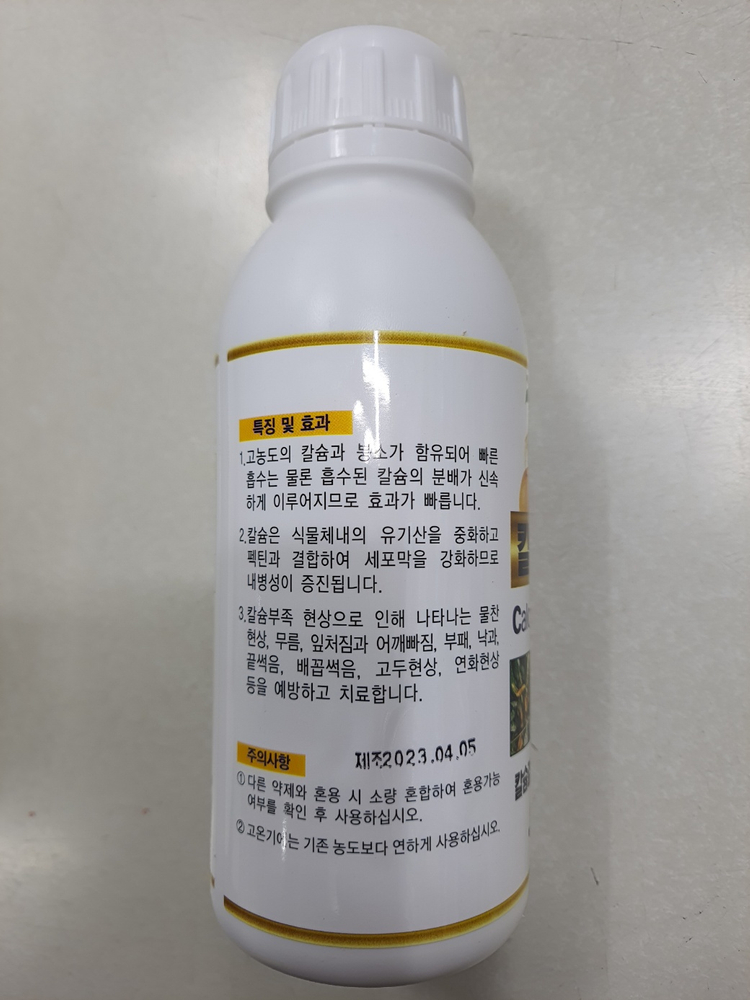 특징 및 효과
1.고농도의 칼슘과 붕소가 함유되어 빠른
흡수는 물론 흡수된 칼슘의 분배가 신속
하게 이루어지므로 효과가 빠릅니다.
2.칼슘은 식물체내의 유기산을 중화하고
펙틴과 결합하여 세포막을 강화하므로
내병성이 증진됩니다.
3.칼슘부족 현상으로 인해 나타나는 물찬
현상, 무름, 잎처짐과 어깨빠짐, 부패, 낙과,
끝썩음, 배꼽썩음, 고두현상, 연화현상
등을 예방하고 치료합니다.
주의사항
제조2023.04.05
① 다른 약제와 혼용 시 소량 혼합하여 혼용가능
여부를 확인 후 사용하십시오.
② 고온기에는 기존 농도보다 연하게 사용하십시오.
칼
Calc
칼슘